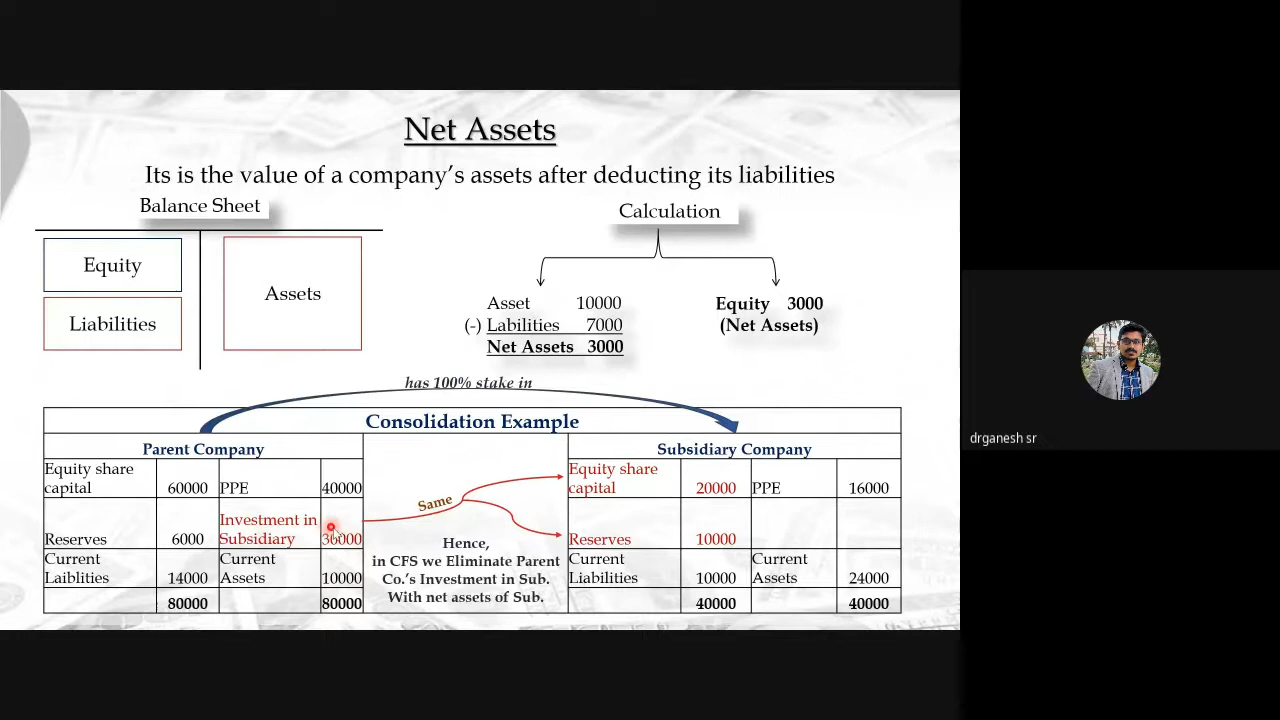 Net Assets
Its is the value of a company's assets after deducting its liabilities
Balance Sheet
Equity
Liabilities
Assets
Calculation
Asset 10000
(-) Labilities 7000
Net Assets 3000
Equity 3000
(Net Assets)
has 100% stake in
Consolidation Example
Parent Company
Equity share
capital 60000 PPE 40000
Investment in
Reserves 6000 Subsidiary 30000
Current Current
Laiblities 14000 Assets 10000
80000 80000
Same
Hence,
in CFS we Eliminate Parent
Co.'s Investment in Sub.
With net assets of Sub.
Subsidiary Company
Equity share
capital 20000 PPE 16000
Reserves 10000
Current Current
Liabilities 10000 Assets 24000
40000 40000
drganesh sr